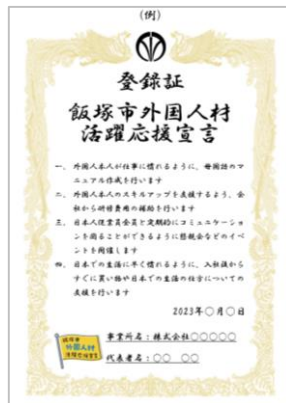 (例)
登録証
飯塚市外国人材
活躍応援宣言
一、外国人本人が仕事に慣れるように、母国語のマ
ニュアル作成を行います
二、外国人本人のスキルアップを支援するよう、会
社から研修費用の補助を行います
三、日本人従業員全員と定期的にコミュニケーショ
ンを図ることができるように懇親会などのイベ
ントを開催します
四、日本での生活に早く慣れるように、入社後から
すぐに買い物や日本での生活の仕方についての
支援を行います
2023年〇月〇日
飯塚市
外国人材
活躍応援宣言
事業所名:株式会社〇〇〇〇〇
代表者名:〇〇 〇〇